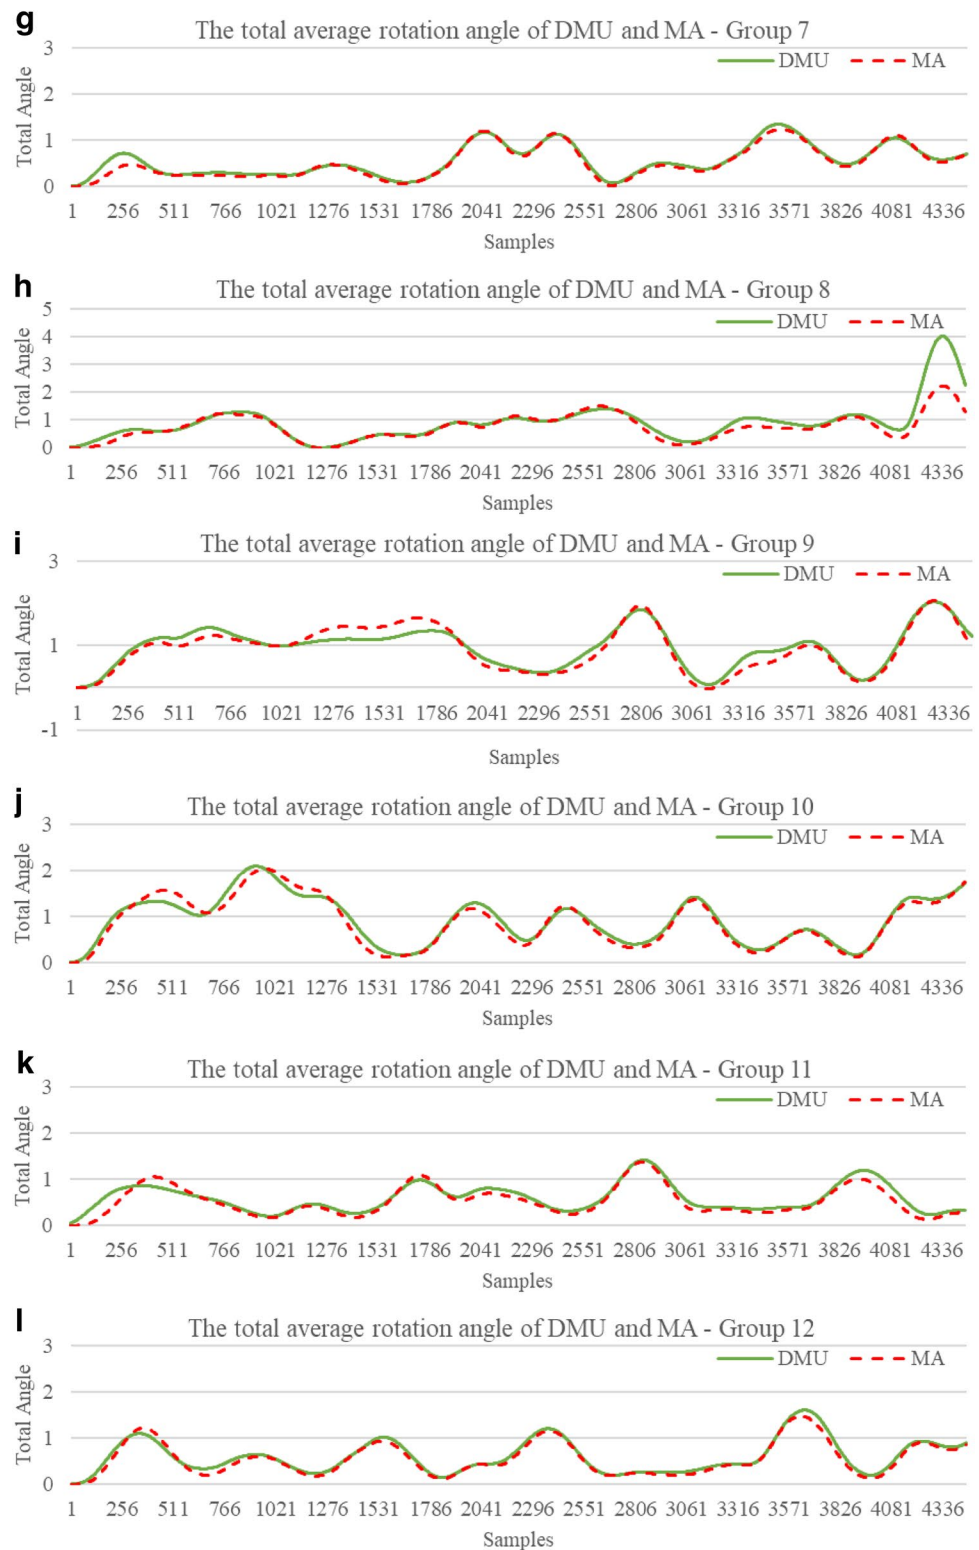 g
The total average rotation angle of DMU and MA - Group 7
DMU MA
Total Angle
3
2
1
0
1 256 511 766 1021 1276 1531 1786 2041 2296 2551 2806 3061 3316 3571 3826 4081 4336
Samples
h
The total average rotation angle of DMU and MA - Group 8
DMU MA
Total Angle
5
4
3
2
1
0
1 256 511 766 1021 1276 1531 1786 2041 2296 2551 2806 3061 3316 3571 3826 4081 4336
Samples
i
The total average rotation angle of DMU and MA - Group 9
DMU MA
Total Angle
3
1
-1
1 256 511 766 1021 1276 1531 1786 2041 2296 2551 2806 3061 3316 3571 3826 4081 4336
Samples
j
The total average rotation angle of DMU and MA - Group 10
DMU MA
Total Angle
3
2
1
0
1 256 511 766 1021 1276 1531 1786 2041 2296 2551 2806 3061 3316 3571 3826 4081 4336
Samples
k
The total average rotation angle of DMU and MA - Group 11
DMU MA
Total Angle
3
2
1
0
1 256 511 766 1021 1276 1531 1786 2041 2296 2551 2806 3061 3316 3571 3826 4081 4336
Samples
l
The total average rotation angle of DMU and MA - Group 12
DMU MA
Total Angle
3
2
1
0
1 256 511 766 1021 1276 1531 1786 2041 2296 2551 2806 3061 3316 3571 3826 4081 4336
Samples